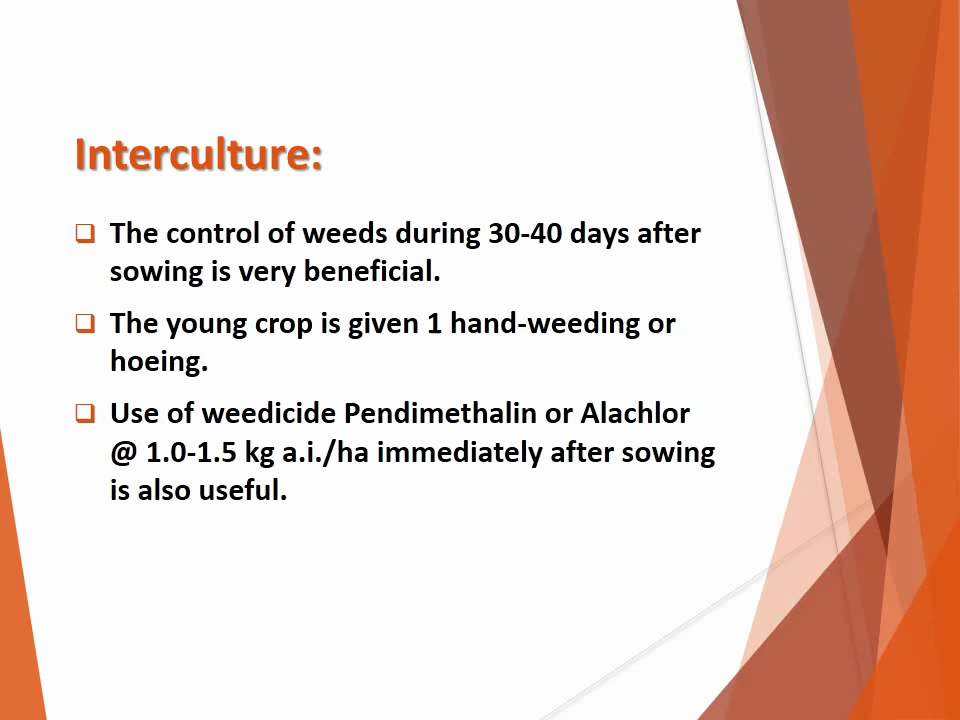 Interculture:
The control of weeds during 30-40 days after
sowing is very beneficial.
The young crop is given 1 hand-weeding or
hoeing.
Use of weedicide Pendimethalin or Alachlor
@ 1.0-1.5 kg a.i./ha immediately after sowing
is also useful.